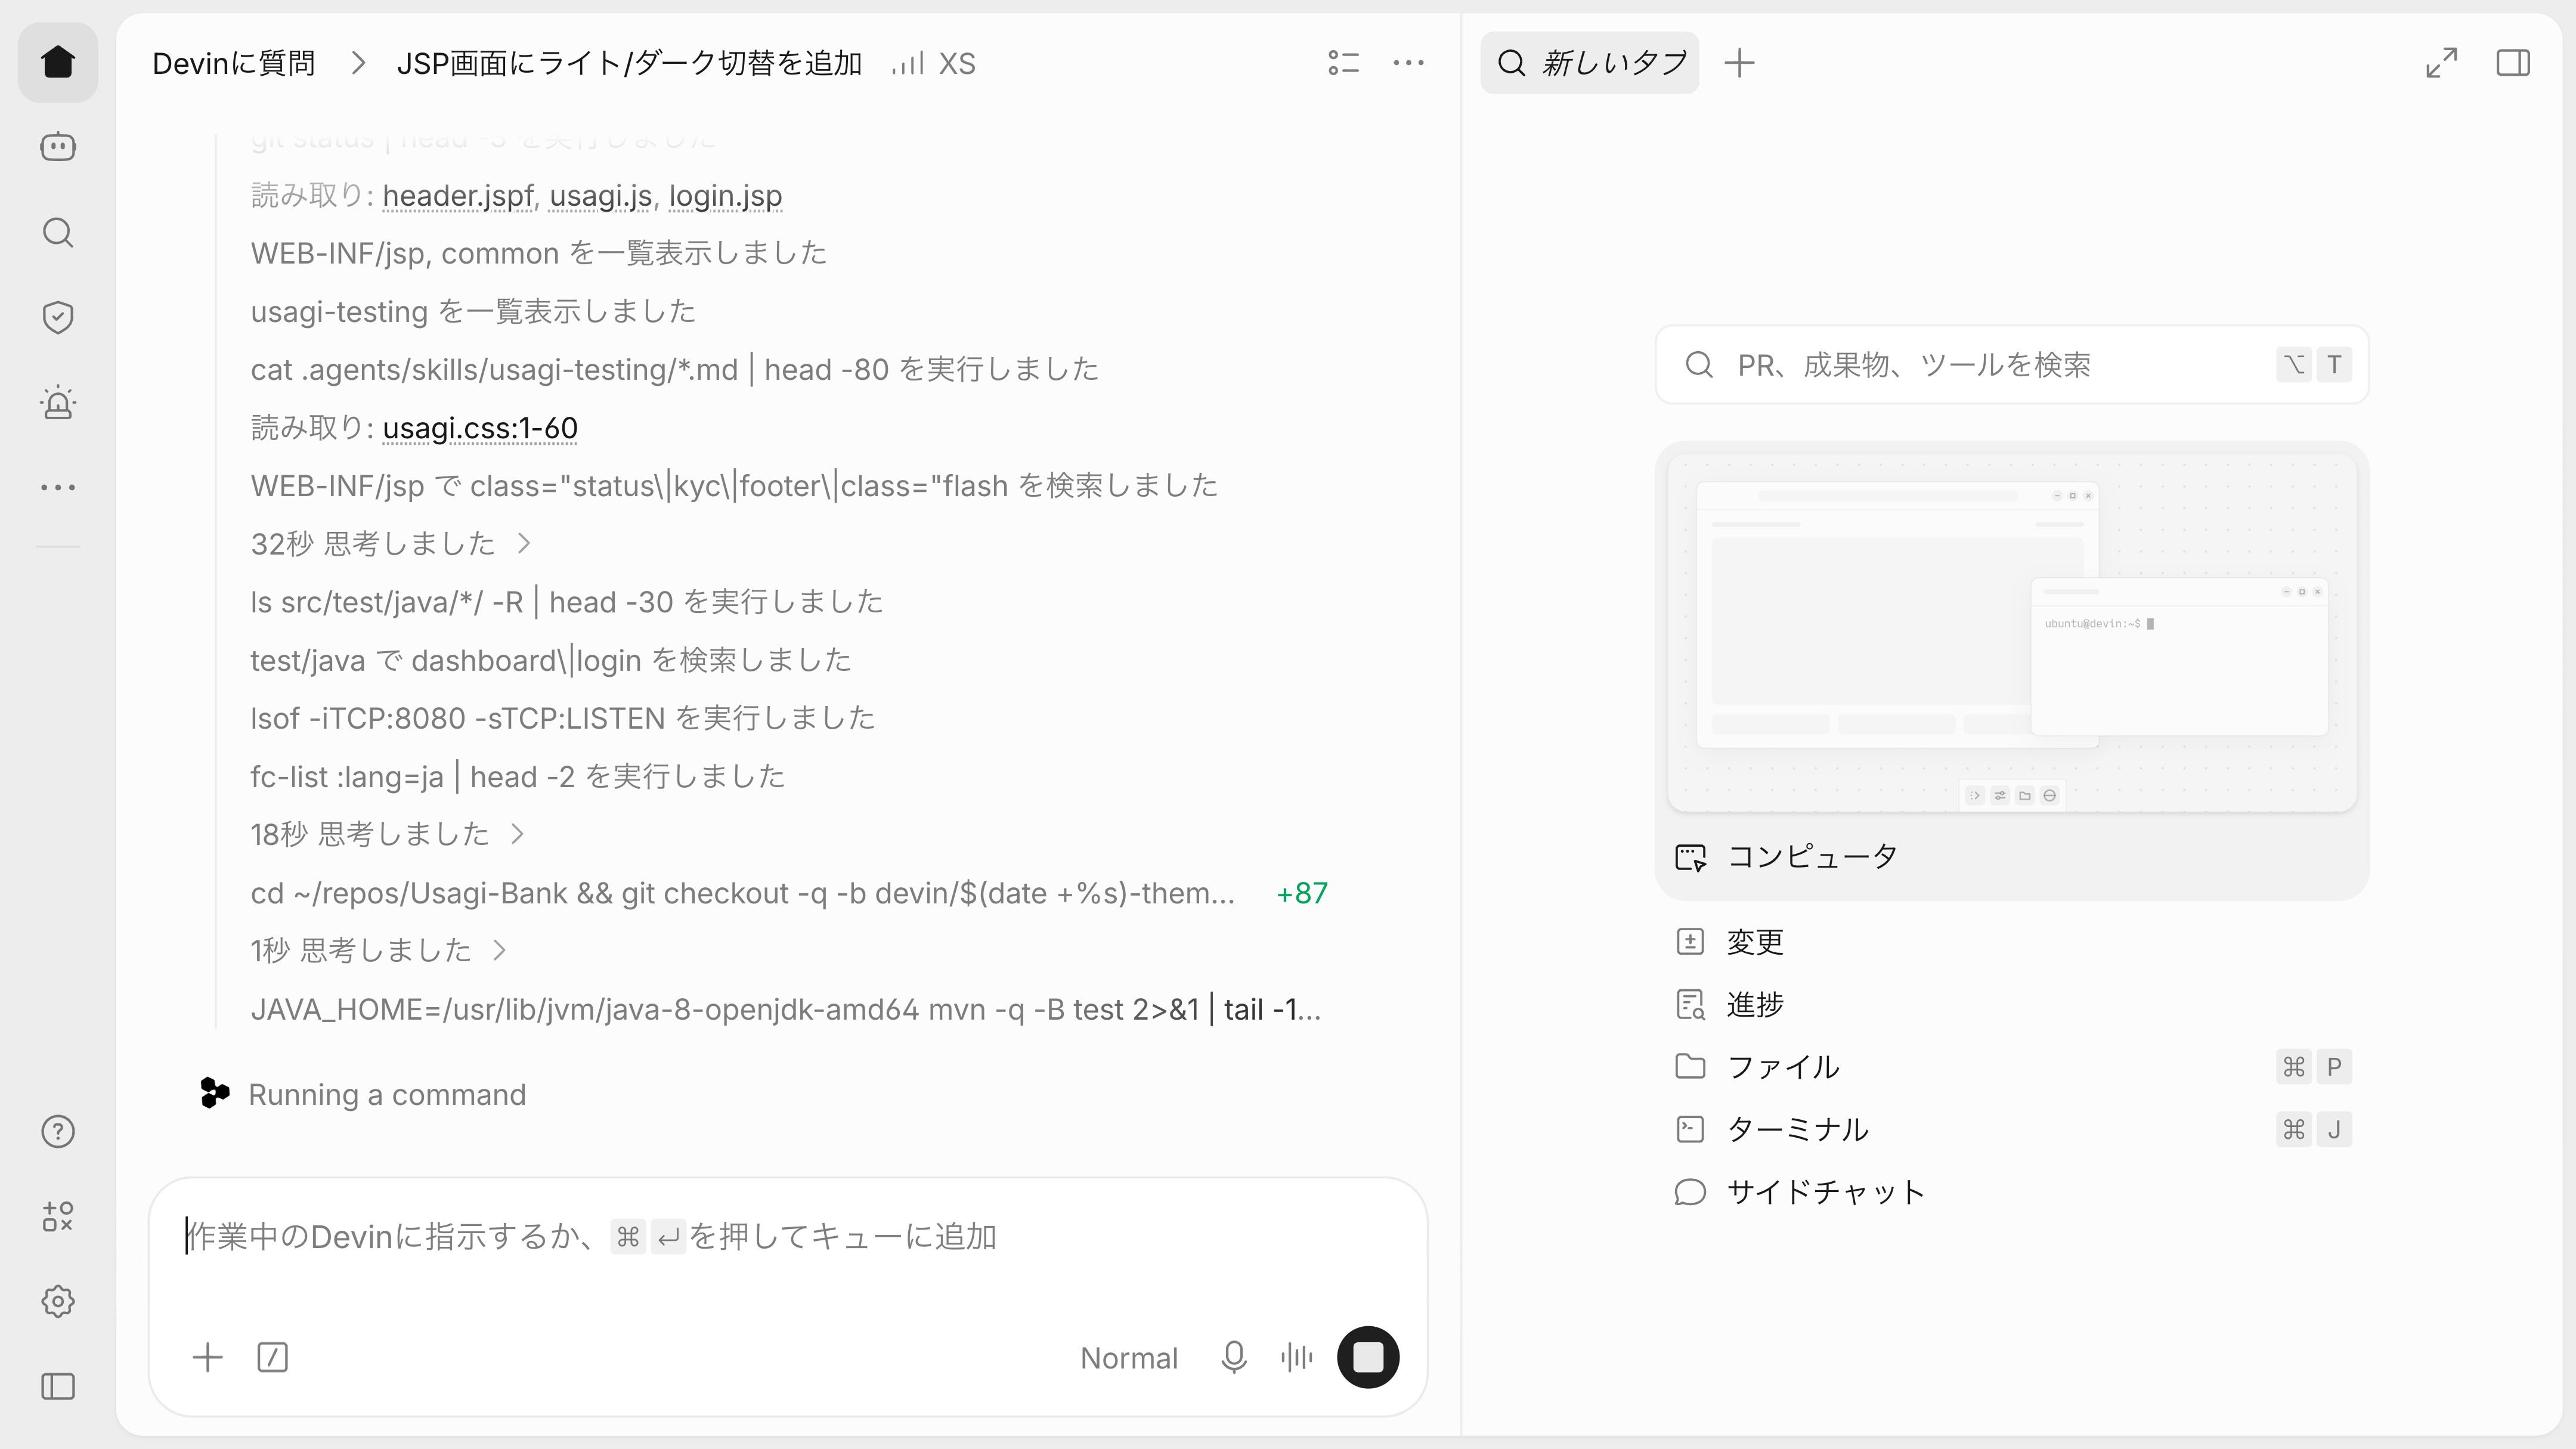 Devinに質問 > JSP画面にライト/ダーク切替を追加 XS
git status | head -3 を実行しました
読み取り: header.jspf, usagi.js, login.jsp
WEB-INF/jsp, common を一覧表示しました
usagi-testing を一覧表示しました
cat .agents/skills/usagi-testing/*.md | head -80 を実行しました
読み取り: usagi.css:1-60
WEB-INF/jsp で class="status\|kyc\|footer\|class="flash を検索しました
32秒 思考しました >
ls src/test/java/*/ -R | head -30 を実行しました
test/java で dashboard\|login を検索しました
lsof -iTCP:8080 -sTCP:LISTEN を実行しました
fc-list :lang=ja | head -2 を実行しました
18秒 思考しました >
cd ~/repos/Usagi-Bank && git checkout -q -b devin/$(date +%s)-them... +87
1秒 思考しました >
JAVA_HOME=/usr/lib/jvm/java-8-openjdk-amd64 mvn -q -B test 2>&1 | tail -1...
Running a command
作業中のDevinに指示するか、⌘ ↵ を押してキューに追加
Normal
新しいタブ
PR、成果物、ツールを検索 ⌥ T
ubuntu@devin:~$
コンピュータ
変更
進捗
ファイル ⌘ P
ターミナル ⌘ J
サイドチャット